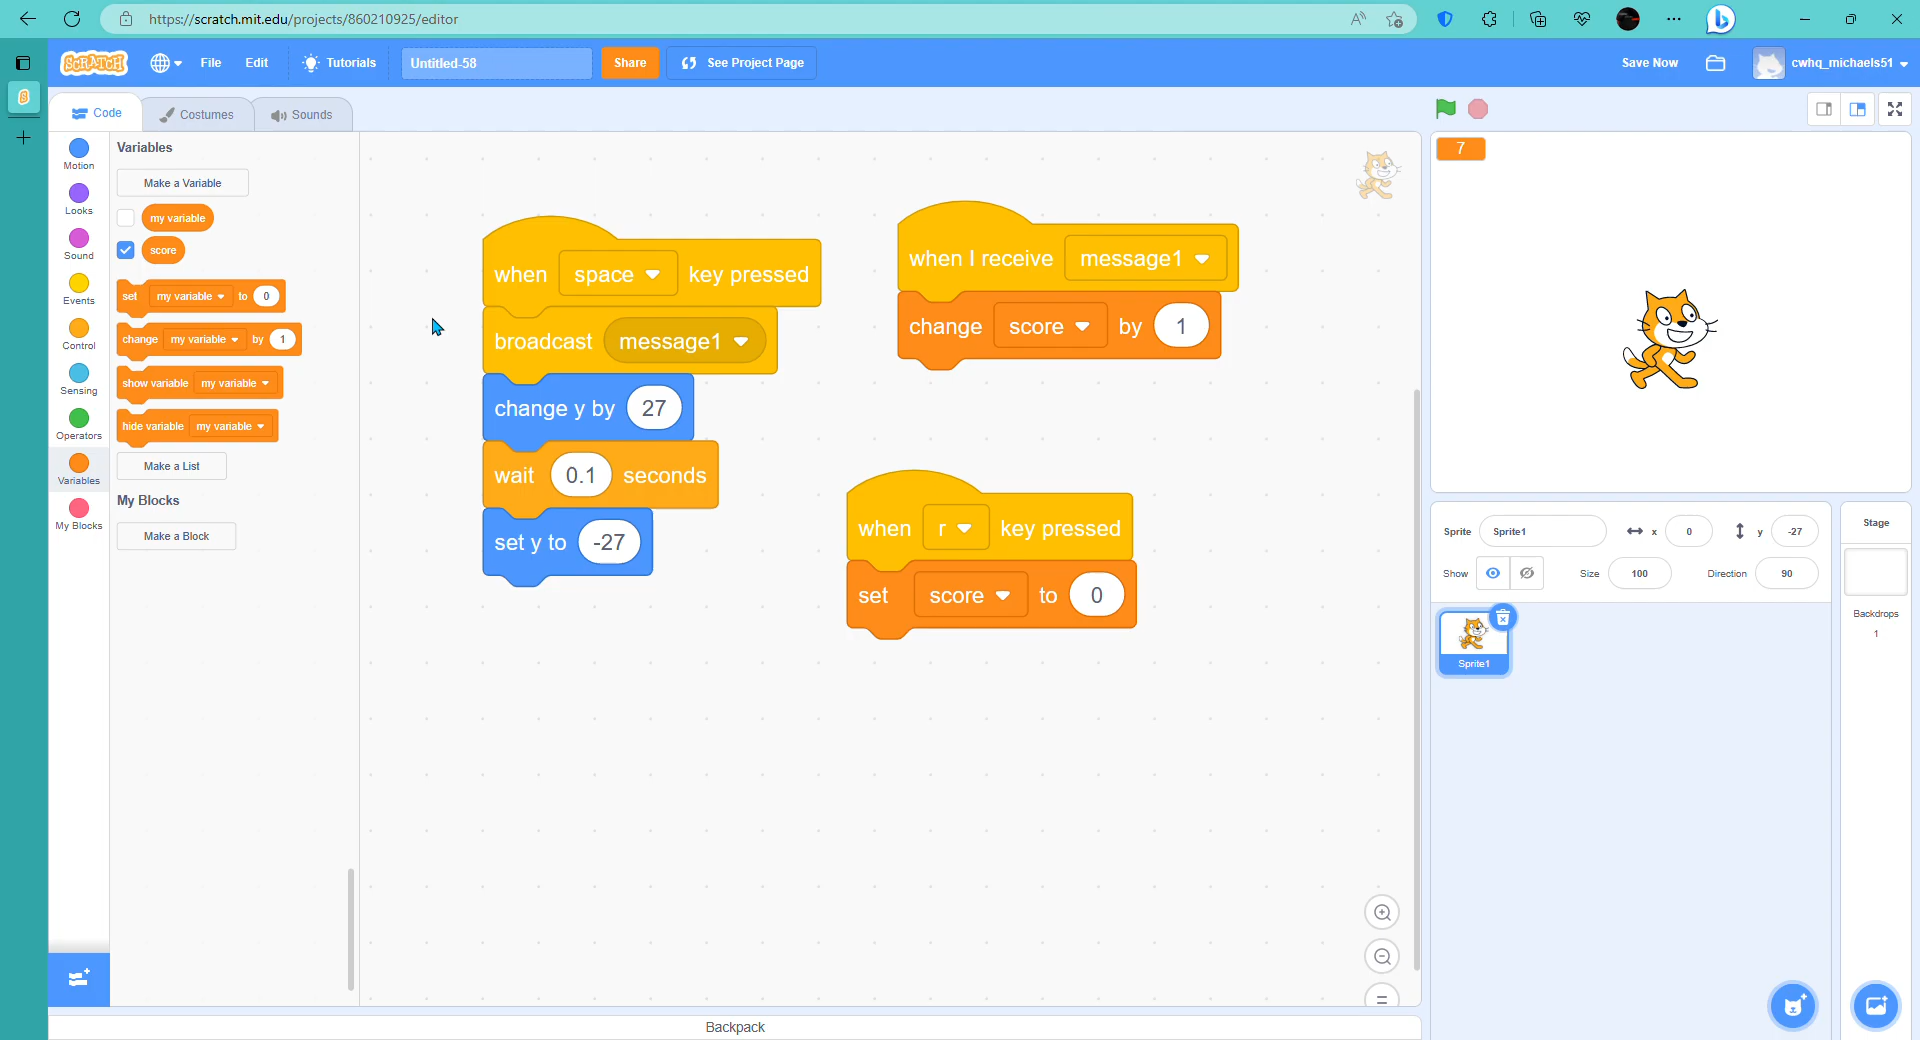 https://scratch.mit.edu/projects/860210925/editor
SCRATCH File Edit Tutorials Untitled-58 Share See Project Page Save Now cwhq_michaels51
Code Costumes Sounds
Motion
Looks
Sound
Events
Control
Sensing
Operators
Variables
My Blocks
Variables
Make a Variable
my variable
score
set my variable to 0
change my variable by 1
show variable my variable
hide variable my variable
Make a List
My Blocks
Make a Block
when space key pressed
broadcast message1
change y by 27
wait 0.1 seconds
set y to -27
when I receive message1
change score by 1
when r key pressed
set score to 0
Backpack
7
Sprite Sprite1 x 0 y -27
Show Size 100 Direction 90
Sprite1
Stage
Backdrops
1